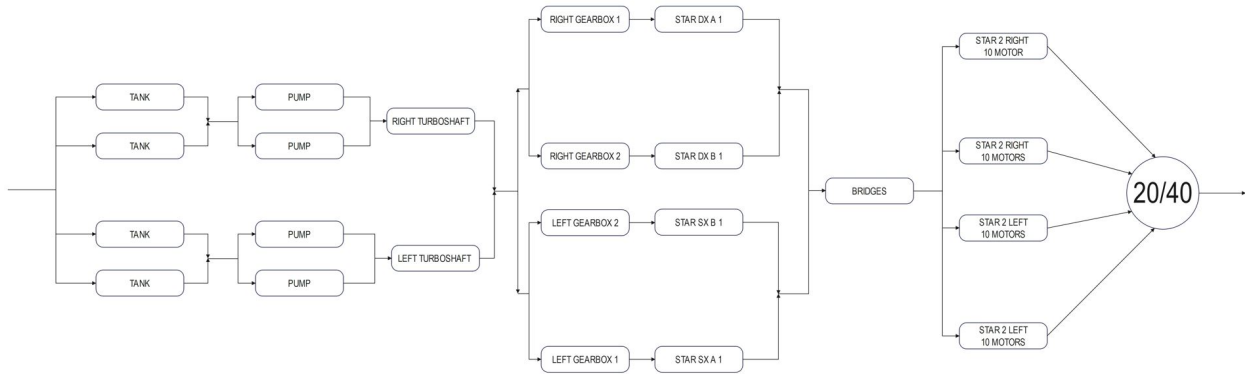 TANK
TANK
TANK
TANK
PUMP
PUMP
PUMP
PUMP
RIGHT TURBOSHAFT
LEFT TURBOSHAFT
RIGHT GEARBOX 1
STAR DX A 1
RIGHT GEARBOX 2
STAR DX B 1
LEFT GEARBOX 2
STAR SX B 1
LEFT GEARBOX 1
STAR SX A 1
BRIDGES
STAR 2 RIGHT
10 MOTOR
STAR 2 RIGHT
10 MOTORS
STAR 2 LEFT
10 MOTORS
STAR 2 LEFT
10 MOTORS
20/40